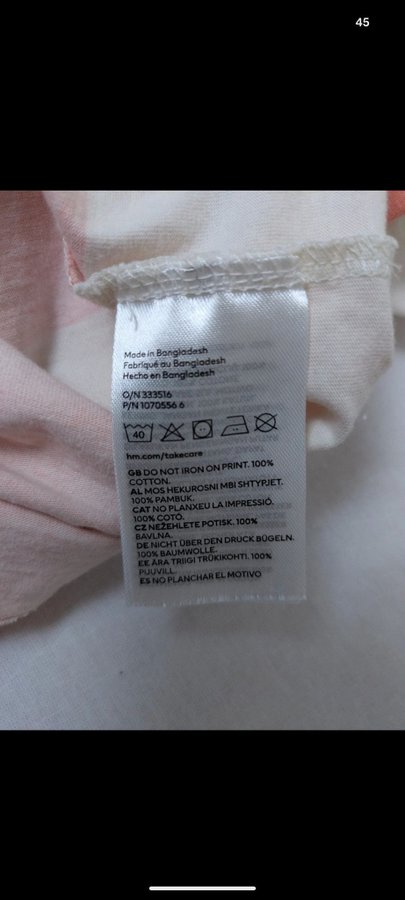 45
Made in Bangladesh
Fabriqué au Bangladesh
Hecho en Bangladesh
O/N 333516
P/N 1070556 6
40
hm.com/takecare
GB DO NOT IRON ON PRINT. 100%
COTTON.
AL MOS HEKUROSNI MBI SHTYPJET.
100% PAMBUK.
CAT NO PLANXEU LA IMPRESSIÓ.
100% COTÓ.
CZ NEŽEHLETE POTISK. 100%
BAVLNA.
DE NICHT ÜBER DEN DRUCK BÜGELN.
100% BAUMWOLLE.
EE ÄRA TRIIGI TRÜKIKOHTI. 100%
PUUVILL.
ES NO PLANCHAR EL MOTIVO